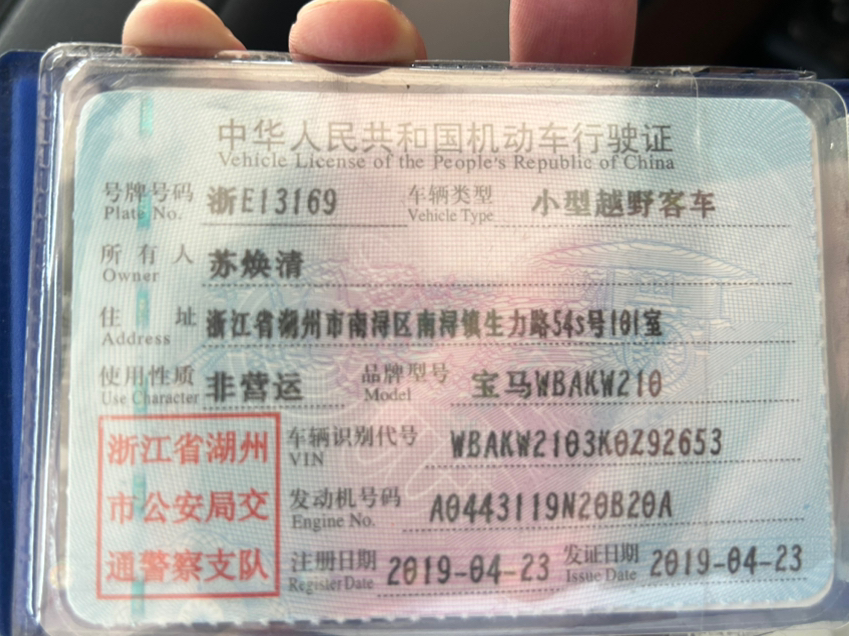 中华人民共和国机动车行驶证
Vehicle License of the People's Republic of China
号牌号码 浙E13169 车辆类型 小型越野客车
Plate No. Vehicle Type
所有人 苏焕清
Owner
住址 浙江省湖州市南浔区南浔镇生力路54s号101室
Address
使用性质 非营运 品牌型号 宝马WBAKW210
Use Character Model
浙江省湖州 车辆识别代号 WBAKW2103K0Z92653
VIN
市公安局交 发动机号码 A0443119N20B20A
Engine No.
通警察支队 注册日期 2019-04-23 发证日期 2019-04-23
Register Date Issue Date